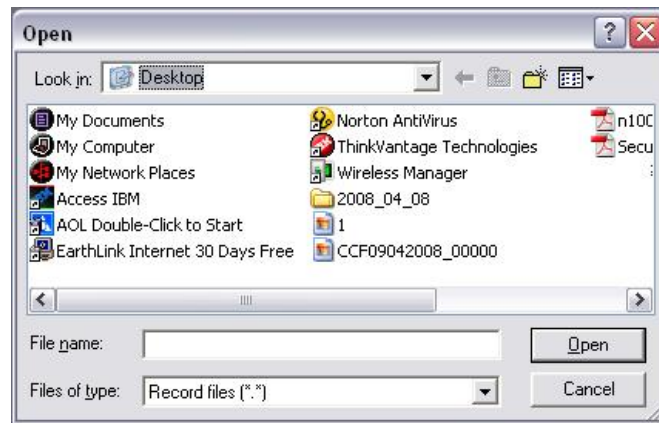 Open
Look in: Desktop
My Documents
My Computer
My Network Places
Access IBM
AOL Double-Click to Start
EarthLink Internet 30 Days Free
Norton AntiVirus
ThinkVantage Technologies
Wireless Manager
2008_04_08
1
CCF09042008_00000
n100
Secu
File name:
Open
Files of type: Record files (*.*)
Cancel